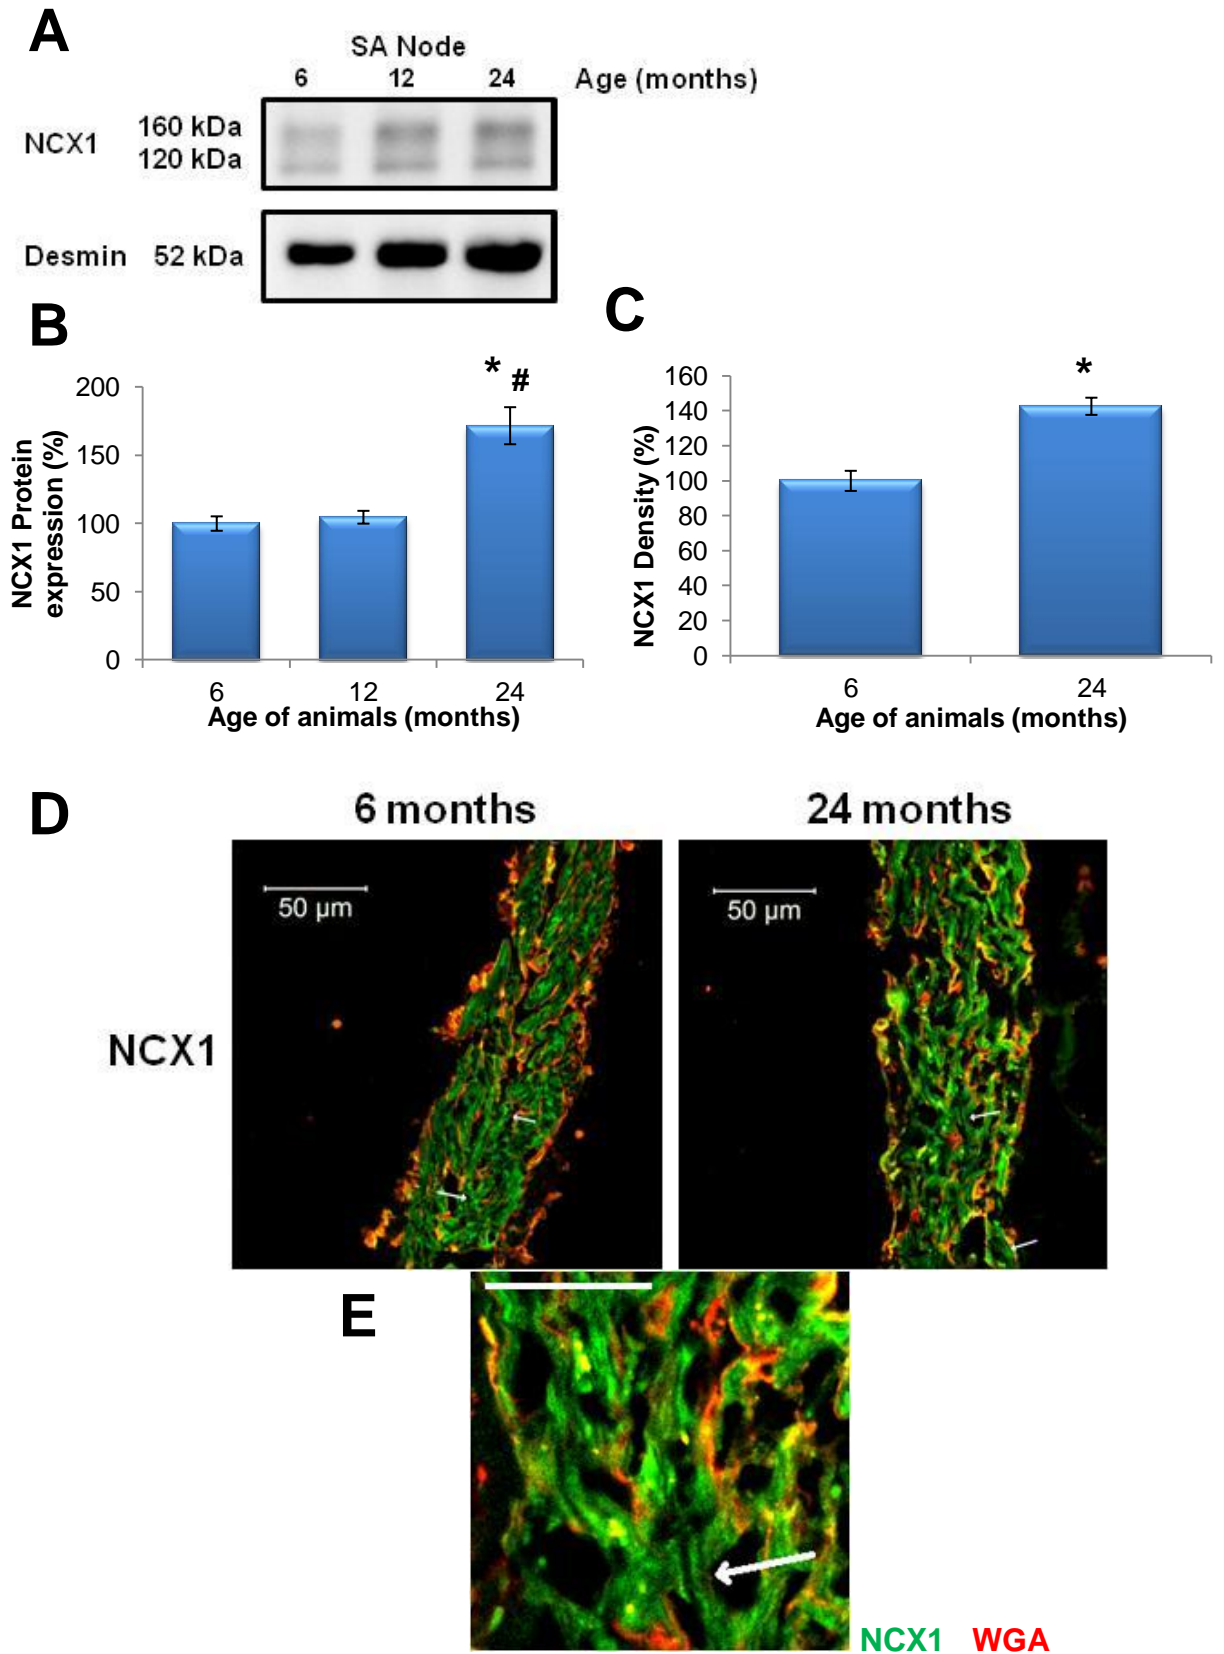 A
SA Node
6 12 24 Age (months)
NCX1 160 kDa
120 kDa
Desmin 52 kDa
B
NCX1 Protein
expression (%)
200
150
100
50
0
* #
6 12 24
Age of animals (months)
C
NCX1 Density (%)
160
140
120
100
80
60
40
20
0
*
6 24
Age of animals (months)
D
6 months 24 months
50 µm 50 µm
NCX1
E
NCX1 WGA